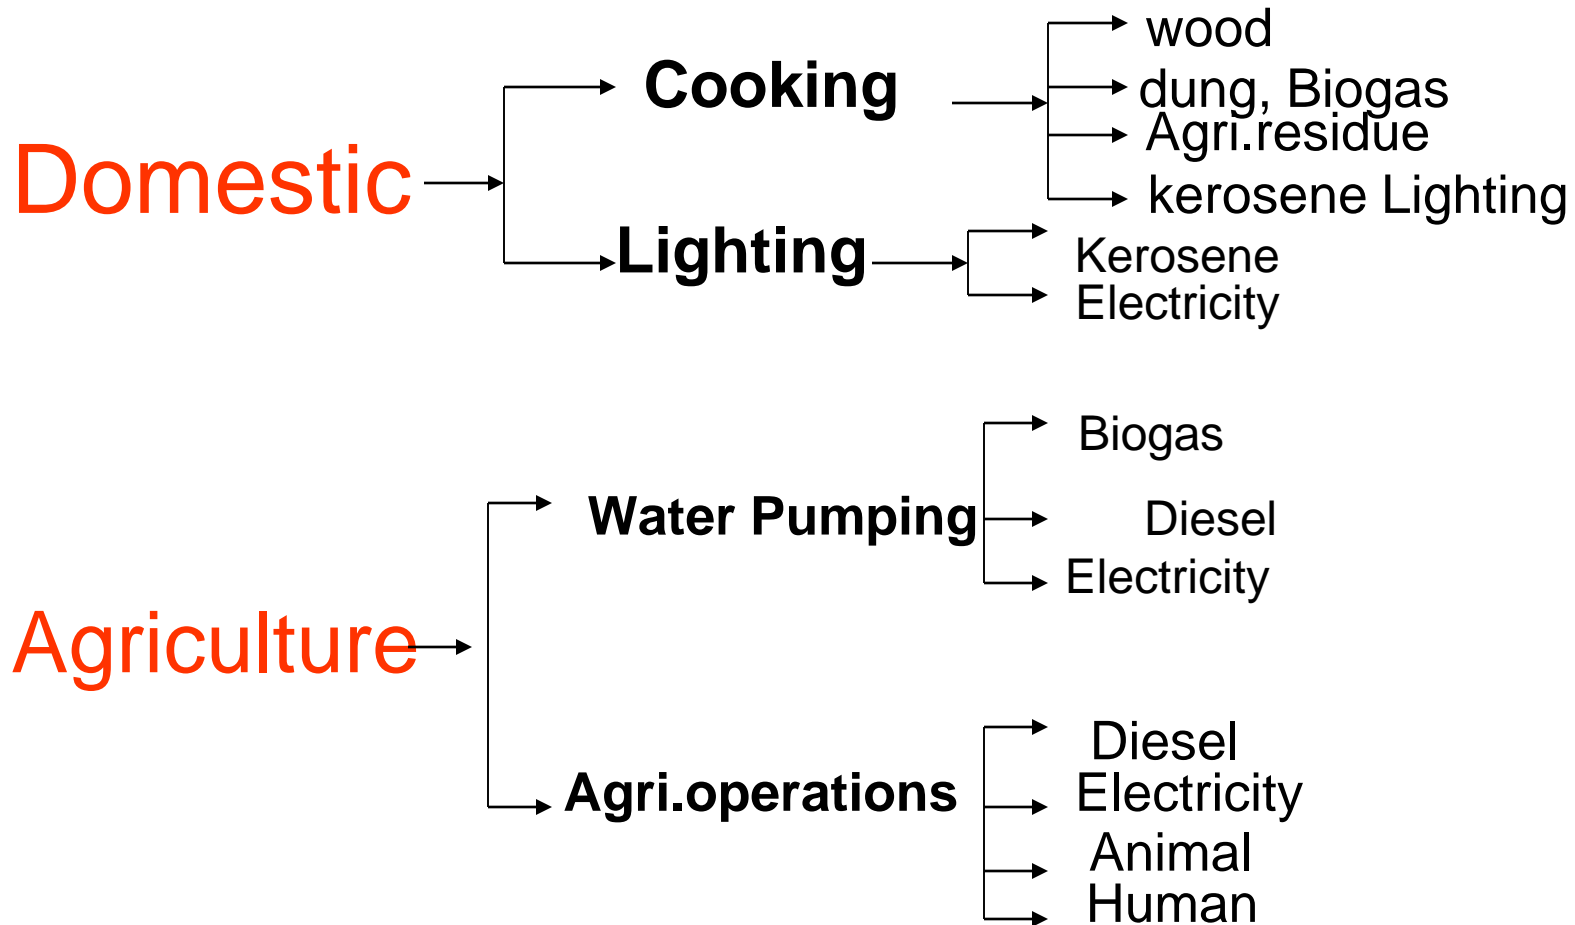 wood
Cooking
dung, Biogas
Agri.residue
Domestic
kerosene Lighting
Lighting
Kerosene
Electricity
Biogas
Water Pumping
Diesel
Electricity
Agriculture
Diesel
Agri.operations
Electricity
Animal
Human